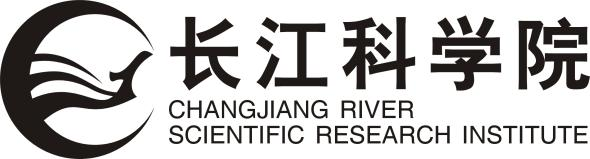 长江科学院
CHANGJIANG RIVER
SCIENTIFIC RESEARCH INSTITUTE